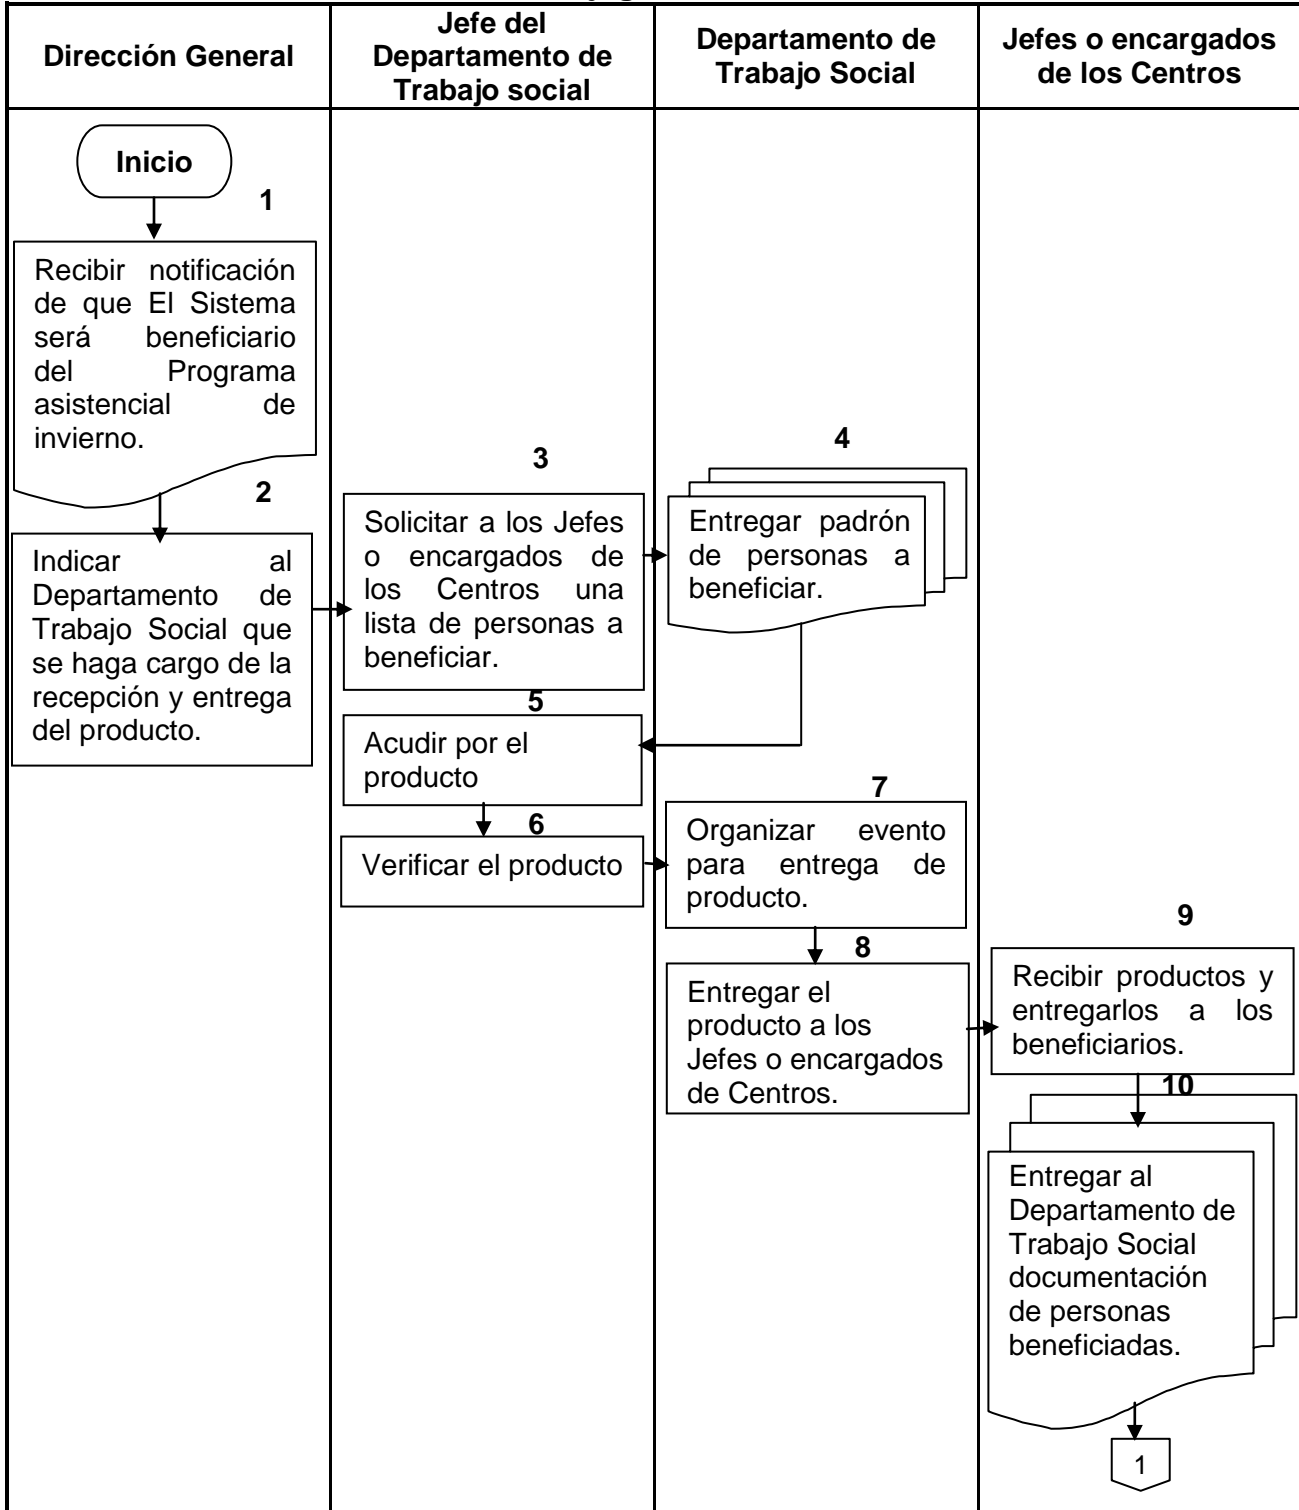 Dirección General
Jefe del
Departamento de
Trabajo social
Departamento de
Trabajo Social
Jefes o encargados
de los Centros
Inicio
1
Recibir notificación
de que El Sistema
será beneficiario
del Programa
asistencial de
invierno.
2
Indicar al
Departamento de
Trabajo Social que
se haga cargo de la
recepción y entrega
del producto.
3
Solicitar a los Jefes
o encargados de
los Centros una
lista de personas a
beneficiar.
4
Entregar padrón
de personas a
beneficiar.
5
Acudir por el
producto
6
Verificar el producto
7
Organizar evento
para entrega de
producto.
8
Entregar el
producto a los
Jefes o encargados
de Centros.
9
Recibir productos y
entregarlos a los
beneficiarios.
10
Entregar al
Departamento de
Trabajo Social
documentación
de personas
beneficiadas.
1